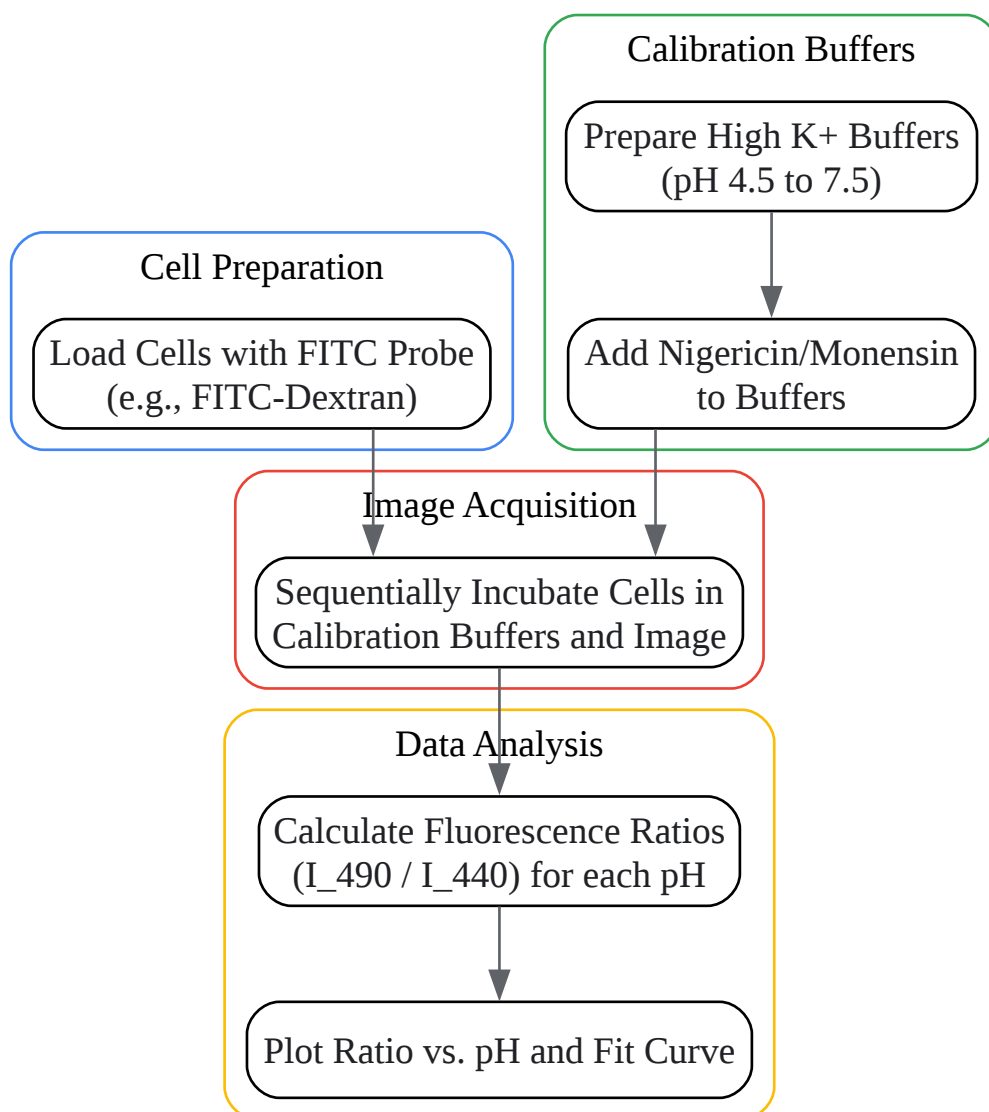 Calibration Buffers
Prepare High K+ Buffers
(pH 4.5 to 7.5)
Cell Preparation
Load Cells with FITC Probe
(e.g., FITC-Dextran)
Add Nigericin/Monensin
to Buffers
Image Acquisition
Sequentially Incubate Cells in
Calibration Buffers and Image
Data Analysis
Calculate Fluorescence Ratios
(I_490 / I_440) for each pH
Plot Ratio vs. pH and Fit Curve